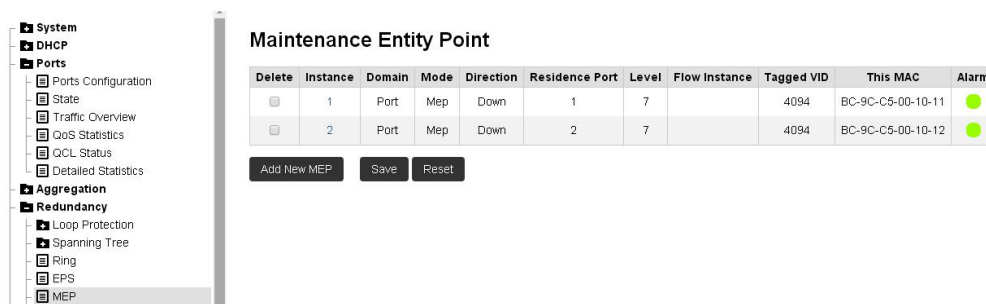 System
DHCP
Ports
Ports Configuration
State
Traffic Overview
QoS Statistics
QCL Status
Detailed Statistics
Aggregation
Redundancy
Loop Protection
Spanning Tree
Ring
EPS
MEP
Maintenance Entity Point
Delete Instance Domain Mode Direction Residence Port Level Flow Instance Tagged VID This MAC Alarm
1 Port Mep Down 1 7 4094 BC-9C-C5-00-10-11
2 Port Mep Down 2 7 4094 BC-9C-C5-00-10-12
Add New MEP Save Reset